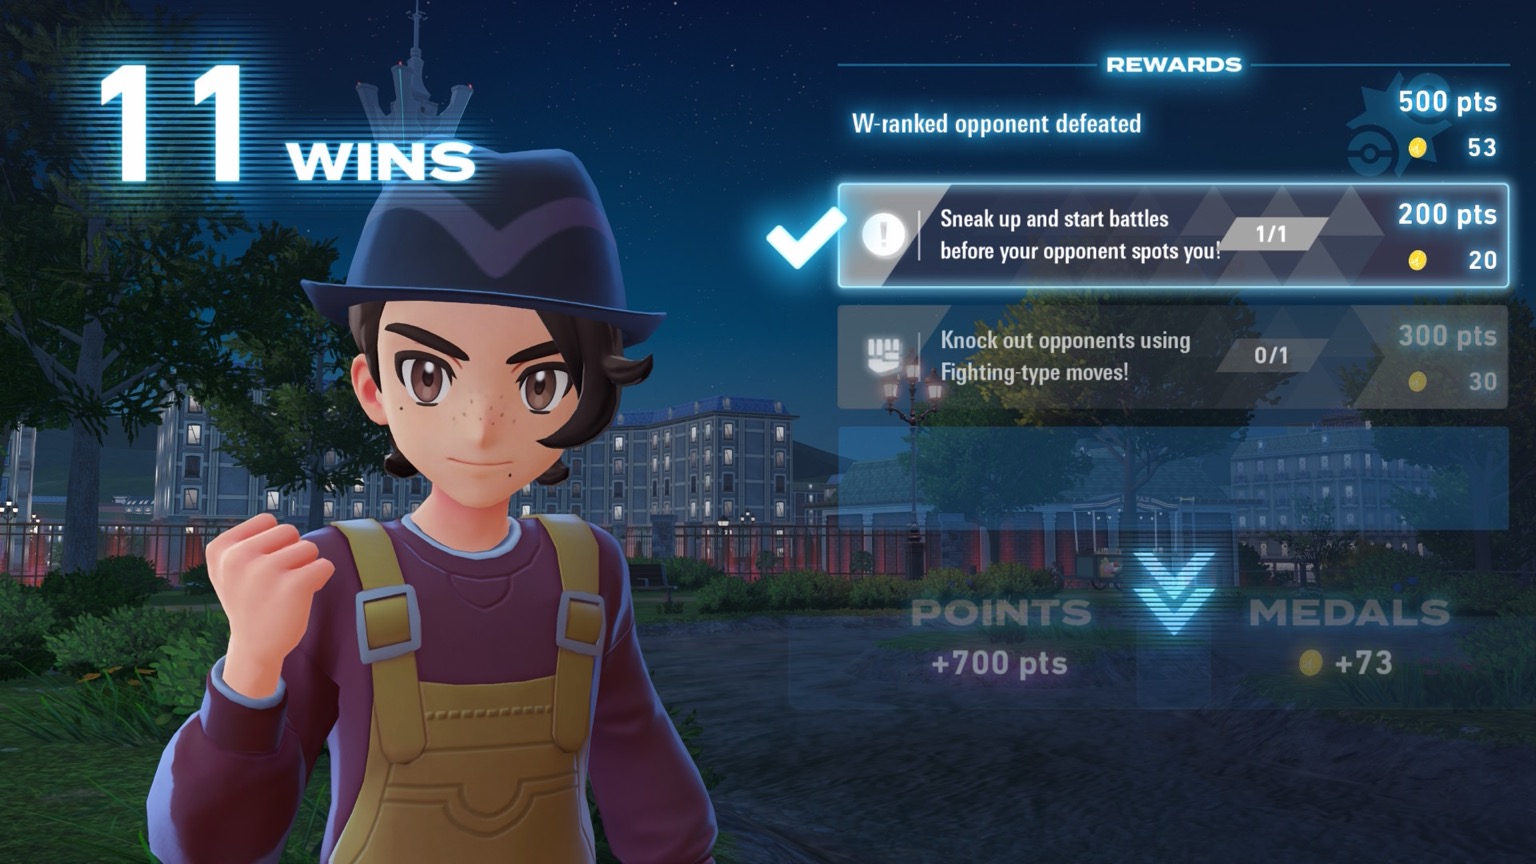 11 WINS
REWARDS
W-ranked opponent defeated
500 pts
53
Sneak up and start battles
before your opponent spots you!
1/1
200 pts
20
Knock out opponents using
Fighting-type moves!
0/1
300 pts
30
POINTS
+700 pts
MEDALS
+73